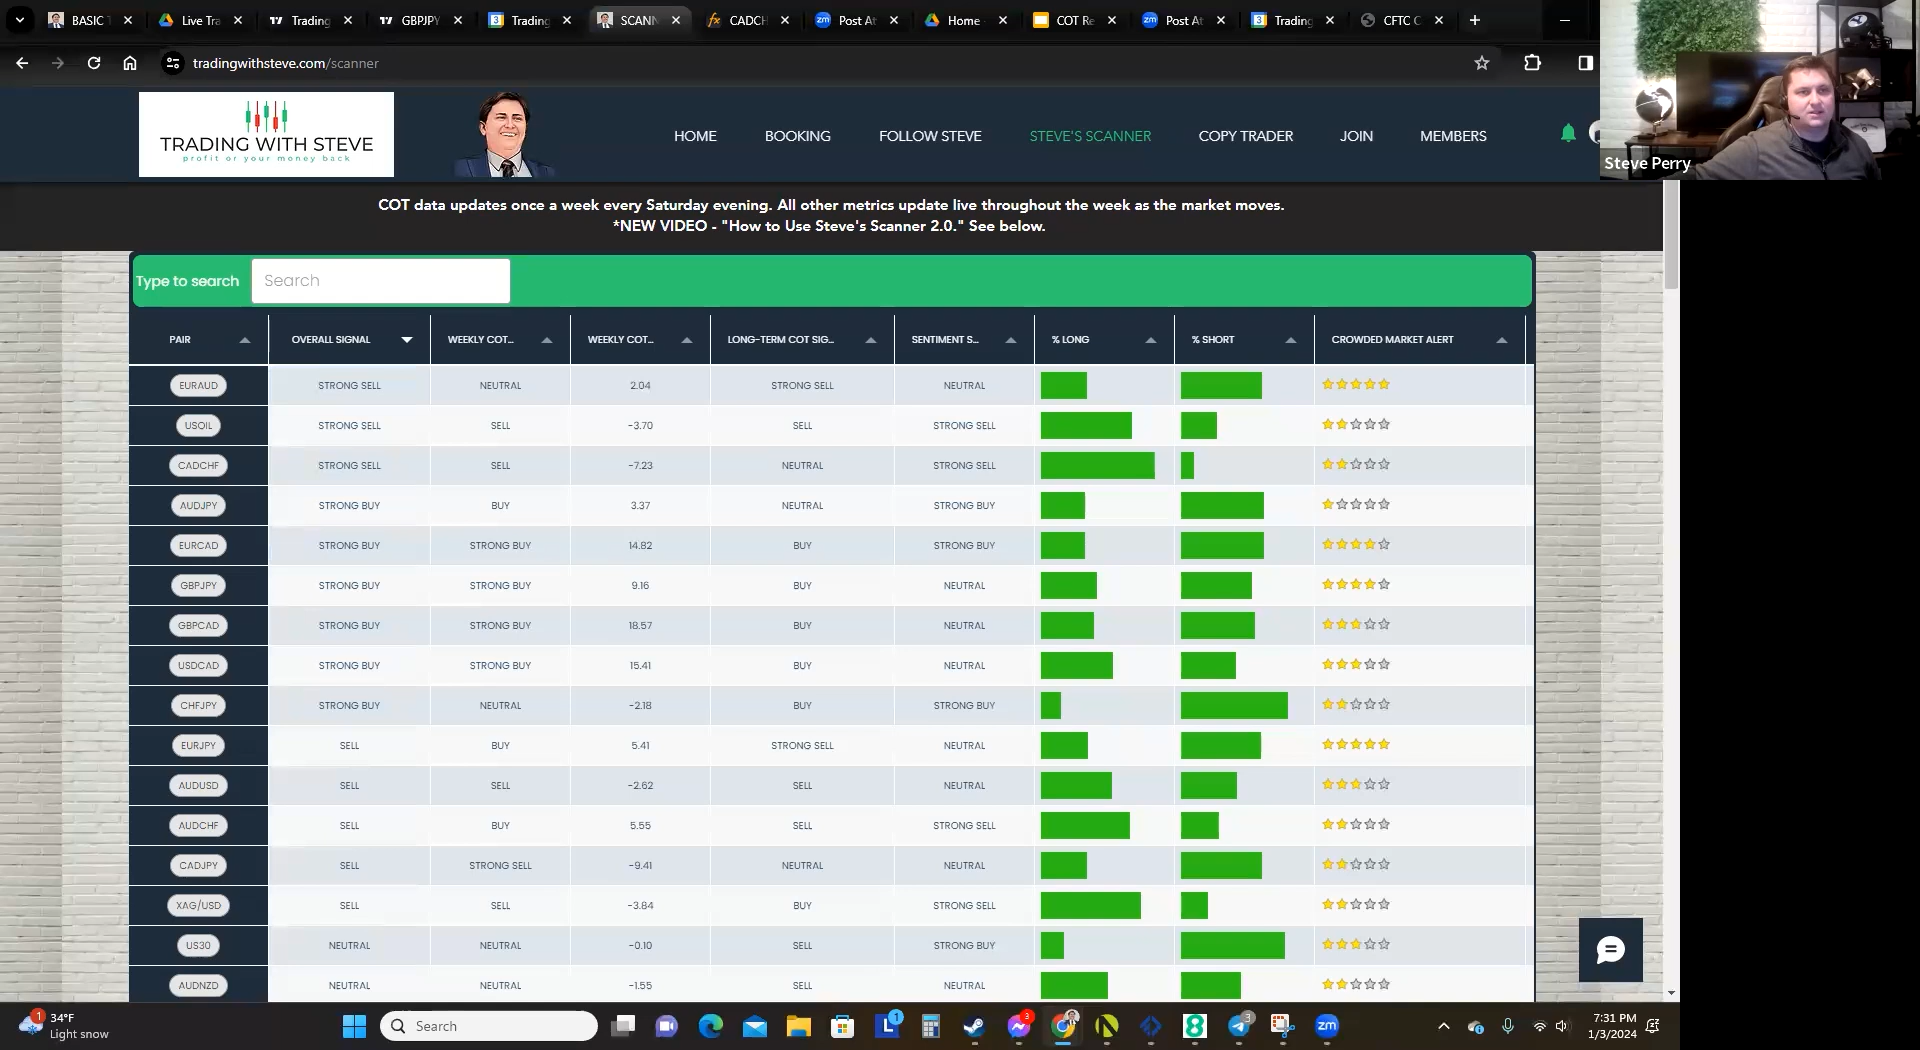 BASIC T
Live Tra
Trading
GBPJPY
Trading
SCANN
CADCH
Post At
Home
COT Re
Post At
Trading
CFTC C
tradingwithsteve.com/scanner
TRADING WITH STEVE
profit or your money back
HOME
BOOKING
FOLLOW STEVE
STEVE'S SCANNER
COPY TRADER
JOIN
MEMBERS
Steve Perry
COT data updates once a week every Saturday evening. All other metrics update live throughout the week as the market moves.
*NEW VIDEO - "How to Use Steve's Scanner 2.0." See below.
Type to search Search
PAIR OVERALL SIGNAL WEEKLY COT... WEEKLY COT... LONG-TERM COT SIG... SENTIMENT S... % LONG % SHORT CROWDED MARKET ALERT
EURAUD STRONG SELL NEUTRAL 2.04 STRONG SELL NEUTRAL
USOIL STRONG SELL SELL -3.70 SELL STRONG SELL
CADCHF STRONG SELL SELL -7.23 NEUTRAL STRONG SELL
AUDJPY STRONG BUY BUY 3.37 NEUTRAL STRONG BUY
EURCAD STRONG BUY STRONG BUY 14.82 BUY STRONG BUY
GBPJPY STRONG BUY STRONG BUY 9.16 BUY NEUTRAL
GBPCAD STRONG BUY STRONG BUY 18.57 BUY NEUTRAL
USDCAD STRONG BUY STRONG BUY 15.41 BUY NEUTRAL
CHFJPY STRONG BUY NEUTRAL -2.18 BUY STRONG BUY
EURJPY SELL BUY 5.41 STRONG SELL NEUTRAL
AUDUSD SELL SELL -2.62 SELL NEUTRAL
AUDCHF SELL BUY 5.55 SELL STRONG SELL
CADJPY SELL STRONG SELL -9.41 NEUTRAL NEUTRAL
XAG/USD SELL SELL -3.84 BUY STRONG SELL
US30 NEUTRAL NEUTRAL -0.10 SELL STRONG BUY
AUDNZD NEUTRAL NEUTRAL -1.55 SELL NEUTRAL
34°F
Light snow
Search
7:31 PM
1/3/2024